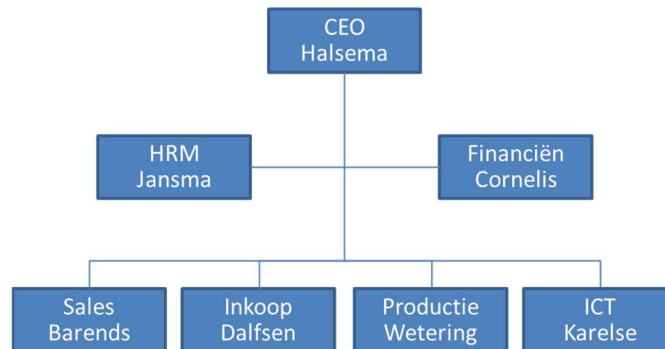 CEO
Halsema
HRM
Jansma
Financiën
Cornelis
Sales
Barends
Inkoop
Dalfsen
Productie
Wetering
ICT
Karelse